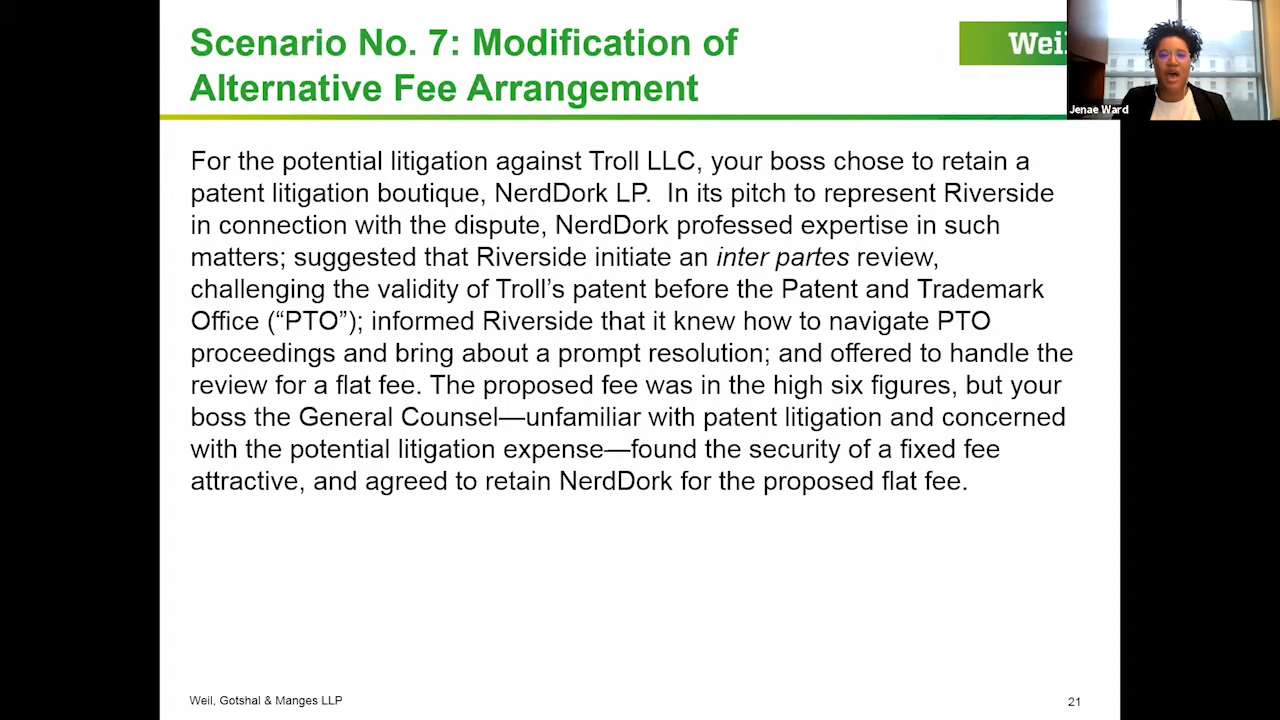 Scenario No. 7: Modification of
Alternative Fee Arrangement
Weil
Jenae Ward
For the potential litigation against Troll LLC, your boss chose to retain a
patent litigation boutique, NerdDork LP.  In its pitch to represent Riverside
in connection with the dispute, NerdDork professed expertise in such
matters; suggested that Riverside initiate an inter partes review,
challenging the validity of Troll’s patent before the Patent and Trademark
Office (“PTO”); informed Riverside that it knew how to navigate PTO
proceedings and bring about a prompt resolution; and offered to handle the
review for a flat fee. The proposed fee was in the high six figures, but your
boss the General Counsel—unfamiliar with patent litigation and concerned
with the potential litigation expense—found the security of a fixed fee
attractive, and agreed to retain NerdDork for the proposed flat fee.
Weil, Gotshal & Manges LLP
21